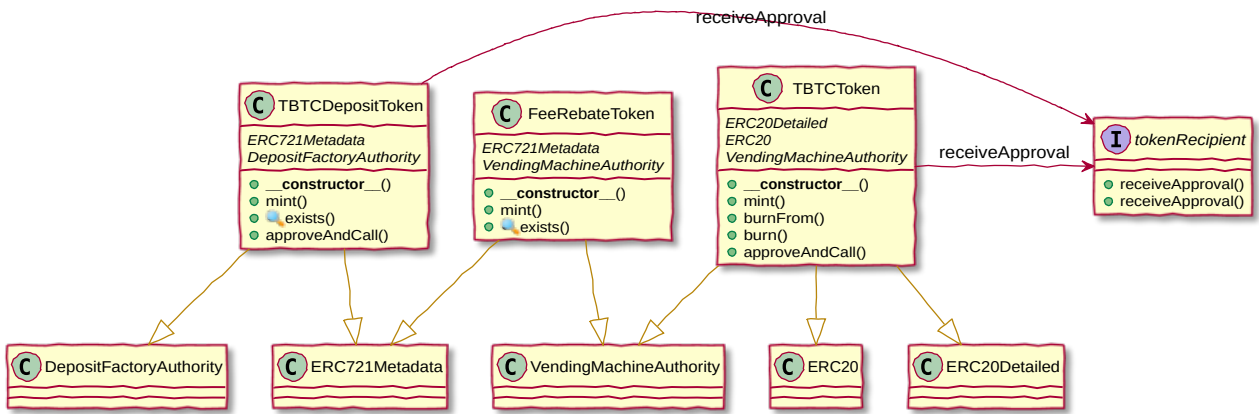 receiveApproval
C TBTCDepositToken
ERC721Metadata
DepositFactoryAuthority
__constructor__()
mint()
🔍exists()
approveAndCall()
C FeeRebateToken
ERC721Metadata
VendingMachineAuthority
__constructor__()
mint()
🔍exists()
C TBTCToken
ERC20Detailed
ERC20
VendingMachineAuthority
__constructor__()
mint()
burnFrom()
burn()
approveAndCall()
receiveApproval
I tokenRecipient
receiveApproval()
receiveApproval()
C DepositFactoryAuthority
C ERC721Metadata
C VendingMachineAuthority
C ERC20
C ERC20Detailed